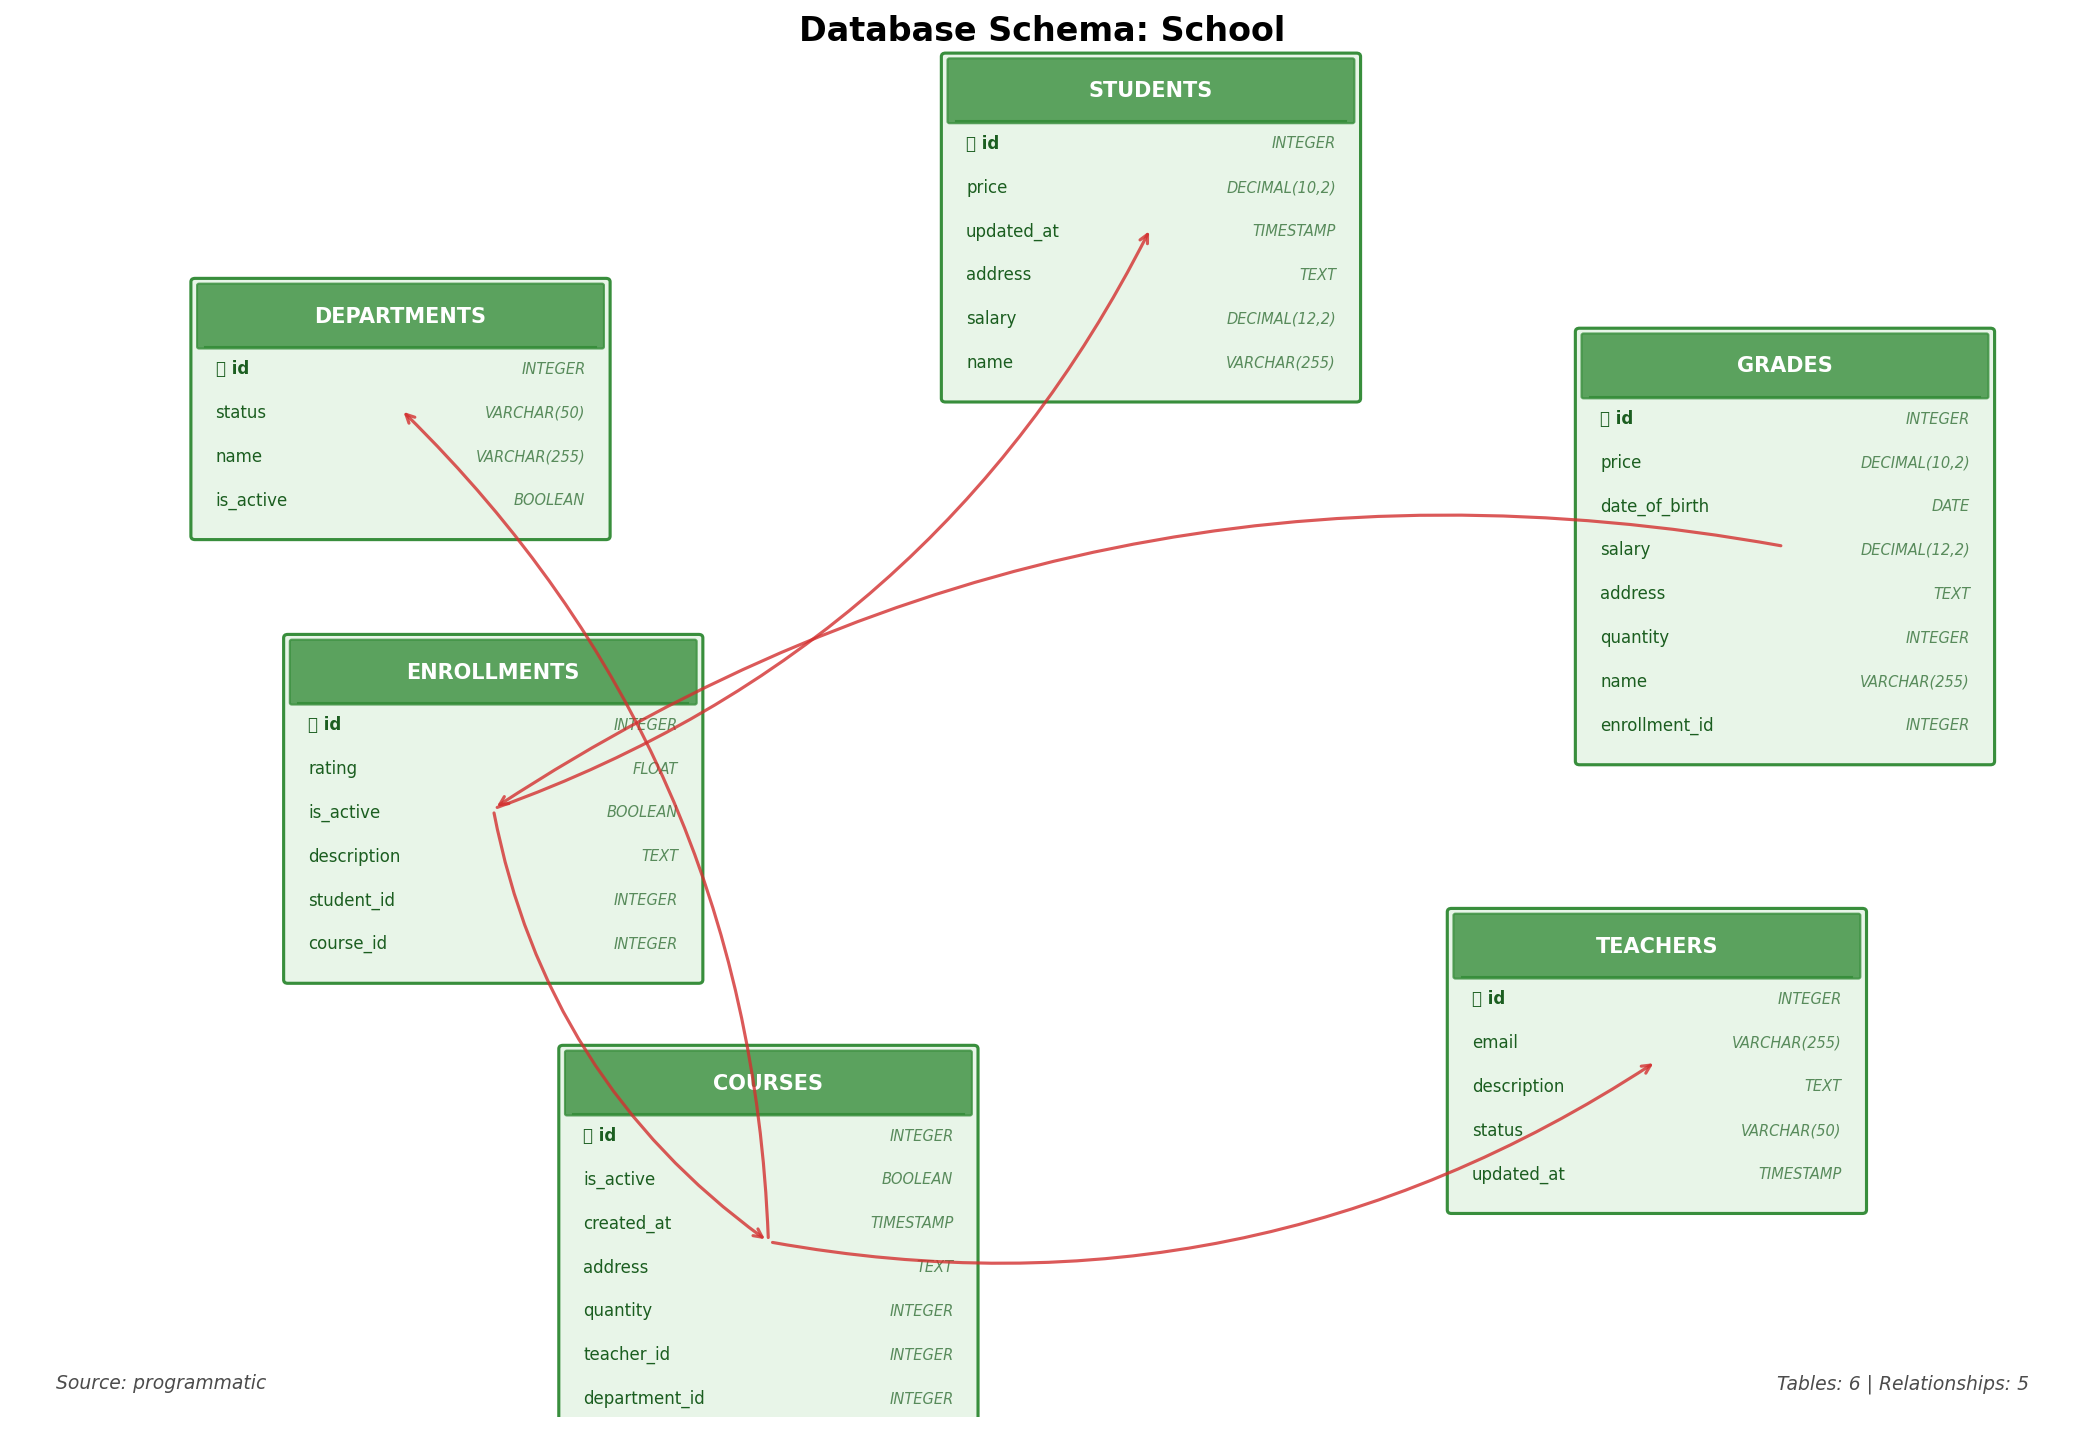 Database Schema: School
STUDENTS
id INTEGER
price DECIMAL(10,2)
updated_at TIMESTAMP
address TEXT
salary DECIMAL(12,2)
name VARCHAR(255)
DEPARTMENTS
id INTEGER
status VARCHAR(50)
name VARCHAR(255)
is_active BOOLEAN
GRADES
id INTEGER
price DECIMAL(10,2)
date_of_birth DATE
salary DECIMAL(12,2)
address TEXT
quantity INTEGER
name VARCHAR(255)
enrollment_id INTEGER
ENROLLMENTS
id INTEGER
rating FLOAT
is_active BOOLEAN
description TEXT
student_id INTEGER
course_id INTEGER
TEACHERS
id INTEGER
email VARCHAR(255)
description TEXT
status VARCHAR(50)
updated_at TIMESTAMP
COURSES
id INTEGER
is_active BOOLEAN
created_at TIMESTAMP
address TEXT
quantity INTEGER
teacher_id INTEGER
department_id INTEGER
Source: programmatic
Tables: 6 | Relationships: 5